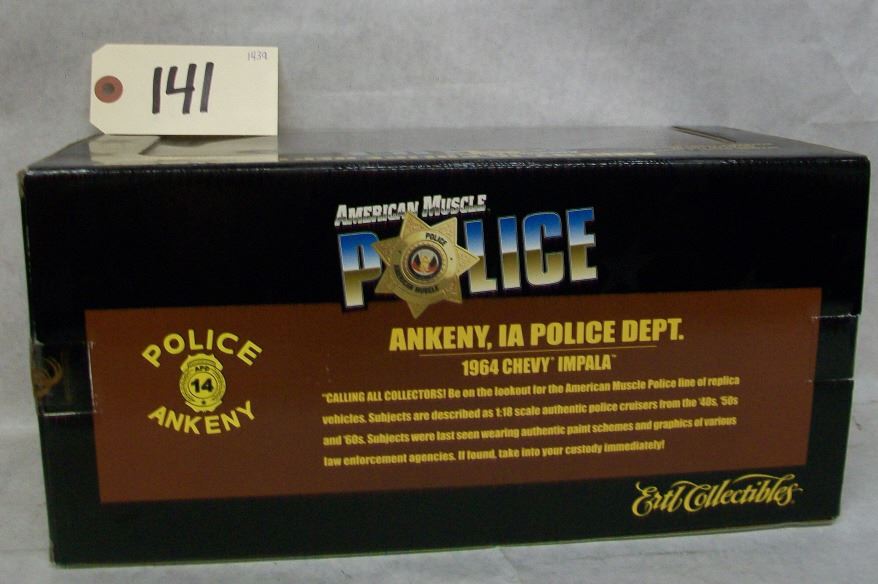 1439
141
AMERICAN MUSCLE
POLICE
POLICE
AMERICAN MUSCLE
ANKENY, IA POLICE DEPT.
1964 CHEVY™ IMPALA™
POLICE
APD
14
ANKENY
"CALLING ALL COLLECTORS! Be on the lookout for the American Muscle Police line of replica
vehicles. Subjects are described as 1:18 scale authentic police cruisers from the '40s, '50s
and '60s. Subjects were last seen wearing authentic paint schemes and graphics of various
law enforcement agencies. If found, take into your custody immediately!
Ertl Collectibles